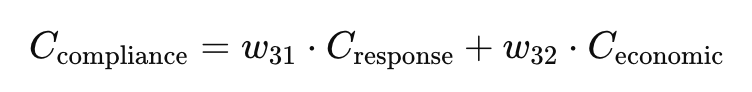 C_compliance = w_31 · C_response + w_32 · C_economic